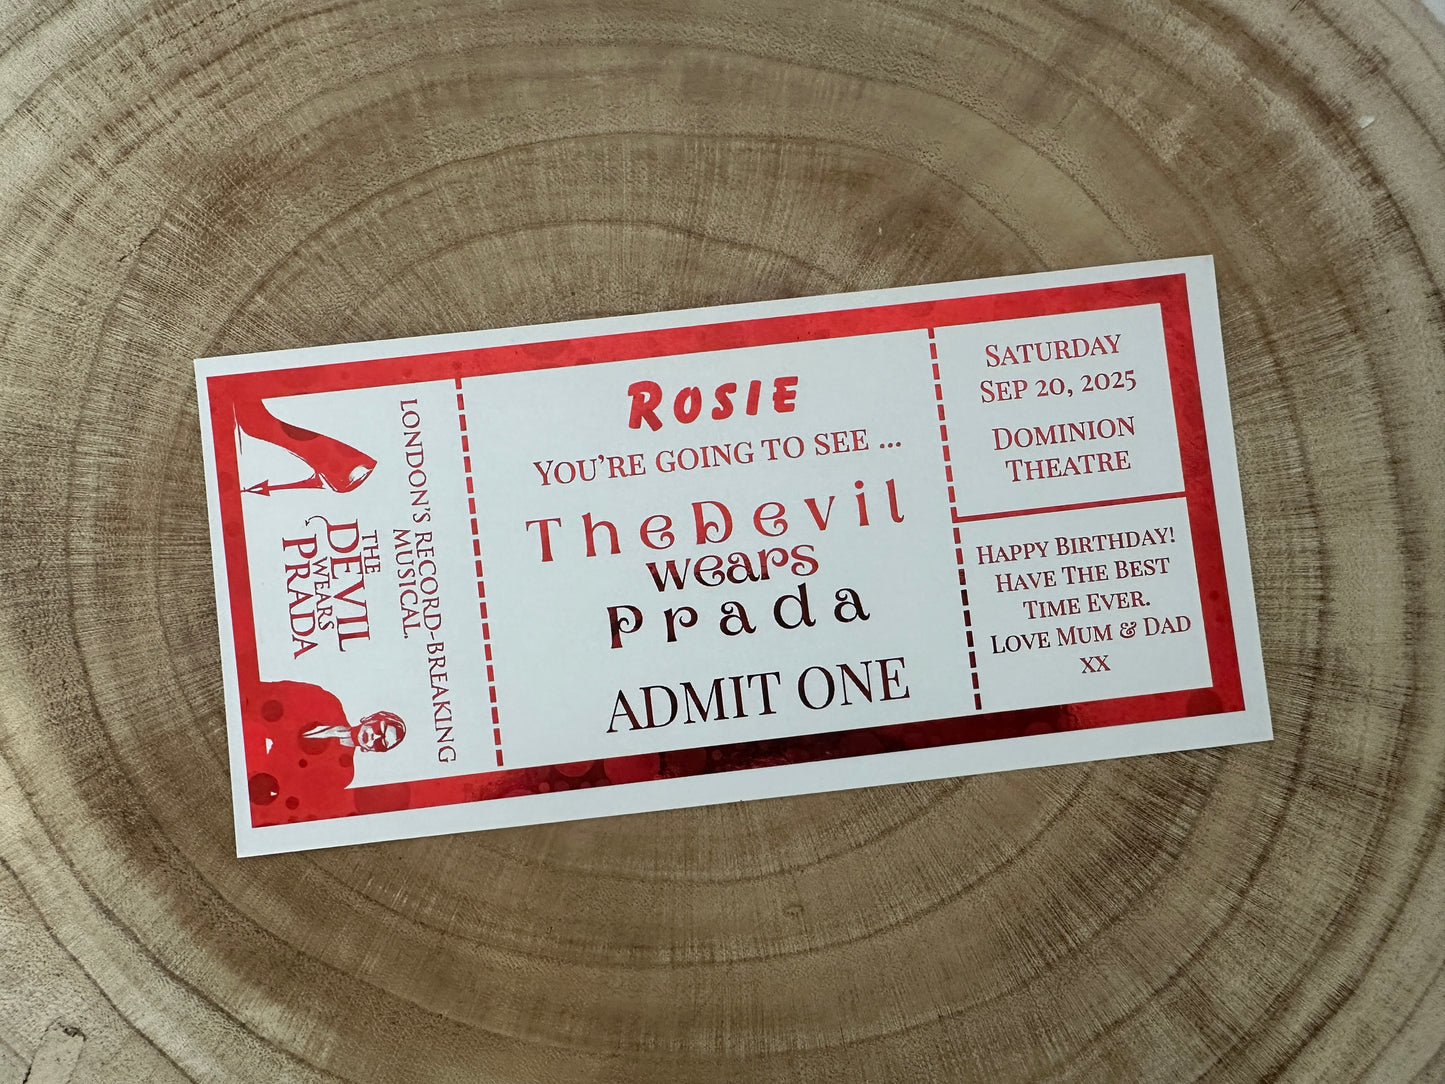 LONDON'S RECORD-BREAKING
MUSICAL
THE
DEVIL
WEARS
PRADA
ROSIE
YOU'RE GOING TO SEE ...
The Devil
wears
Prada
ADMIT ONE
SATURDAY
SEP 20, 2025
DOMINION
THEATRE
HAPPY BIRTHDAY!
HAVE THE BEST
TIME EVER.
LOVE MUM & DAD
XX